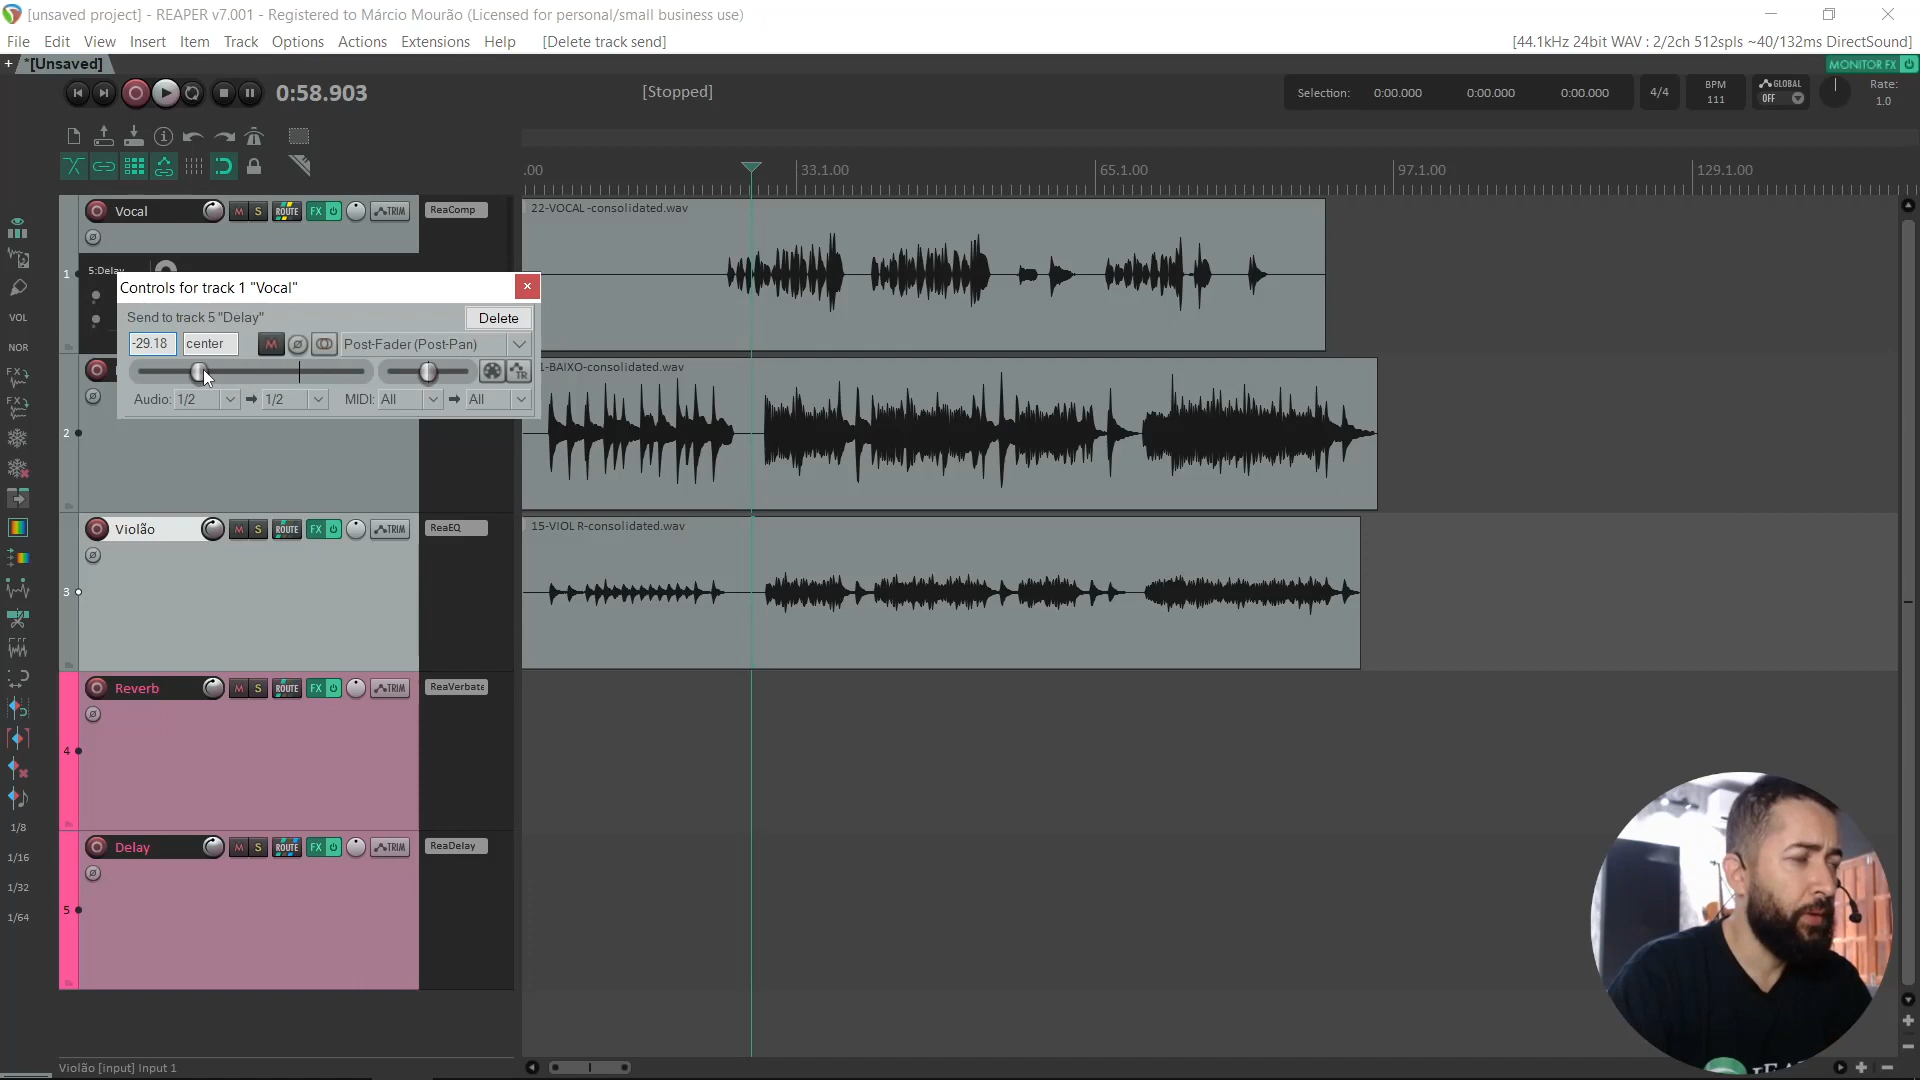 [unsaved project] - REAPER v7.001 - Registered to Márcio Mourão (Licensed for personal/small business use)
File Edit View Insert Item Track Options Actions Extensions Help [Delete track send] [44.1kHz 24bit WAV : 2/2ch 512spls ~40/132ms DirectSound]
+ *[Unsaved] MONITOR FX
0:58.903 [Stopped] Selection: 0:00.000 0:00.000 0:00.000 4/4 BPM 111 GLOBAL OFF Rate: 1.0
.00 33.1.00 65.1.00 97.1.00 129.1.00
Vocal M S ROUTE FX TRIM ReaComp 22-VOCAL -consolidated.wav
1 5:Delay
Controls for track 1 "Vocal"
Send to track 5 "Delay" Delete
-29.18 center M Post-Fader (Post-Pan)
TR
Audio: 1/2 1/2 MIDI: All All
1-BAIXO-consolidated.wav
2
Violão M S ROUTE FX TRIM ReaEQ 15-VIOL R-consolidated.wav
3
Reverb M S ROUTE FX TRIM ReaVerbate
4
Delay M S ROUTE FX TRIM ReaDelay
5
VOL
NOR
FX
FX
1/8
1/16
1/32
1/64
Violão [input] Input 1